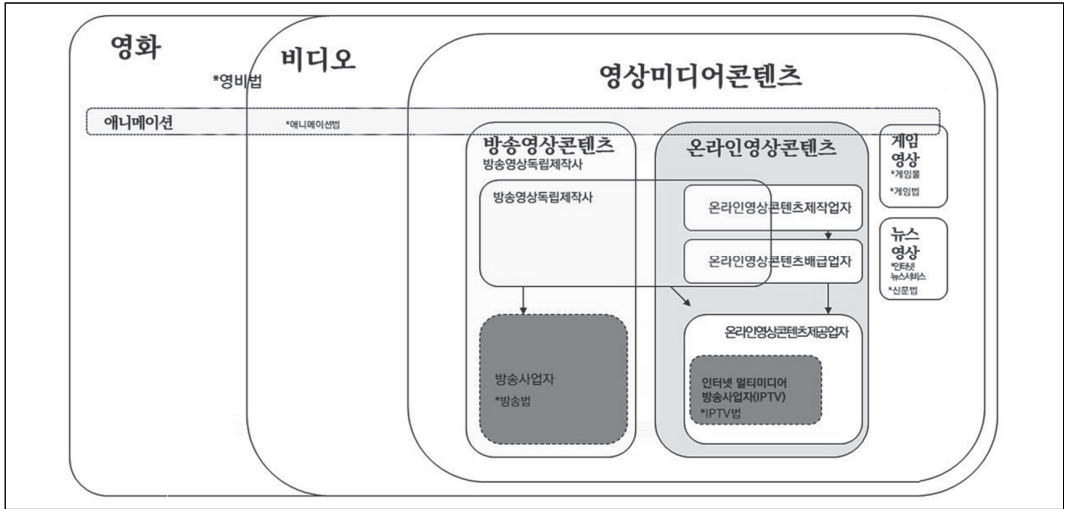 영화
*영비법
비디오
영상미디어콘텐츠
애니메이션
*애니메이션법
방송영상콘텐츠
방송영상독립제작사
방송영상독립제작사
방송사업자
*방송법
온라인영상콘텐츠
온라인영상콘텐츠제작업자
온라인영상콘텐츠배급업자
온라인영상콘텐츠제공업자
인터넷 멀티미디어
방송사업자(IPTV)
*IPTV법
게임
영상
*게임물
*게임법
뉴스
영상
*인터넷
뉴스서비스
*신문법